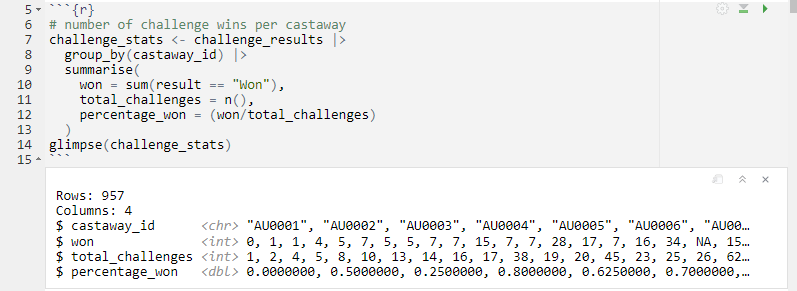 5 ```{r}
6 # number of challenge wins per castaway
7 challenge_stats <- challenge_results |>
8 group_by(castaway_id) |>
9 summarise(
10 won = sum(result == "Won"),
11 total_challenges = n(),
12 percentage_won = (won/total_challenges)
13 )
14 glimpse(challenge_stats)
15 ```
Rows: 957
Columns: 4
$ castaway_id <chr> "AU0001", "AU0002", "AU0003", "AU0004", "AU0005", "AU0006", "AU00…
$ won <int> 0, 1, 1, 4, 5, 7, 5, 5, 7, 7, 15, 7, 7, 28, 17, 7, 16, 34, NA, 15…
$ total_challenges <int> 1, 2, 4, 5, 8, 10, 13, 14, 16, 17, 38, 19, 20, 45, 23, 25, 26, 62…
$ percentage_won <dbl> 0.0000000, 0.5000000, 0.2500000, 0.8000000, 0.6250000, 0.7000000,…